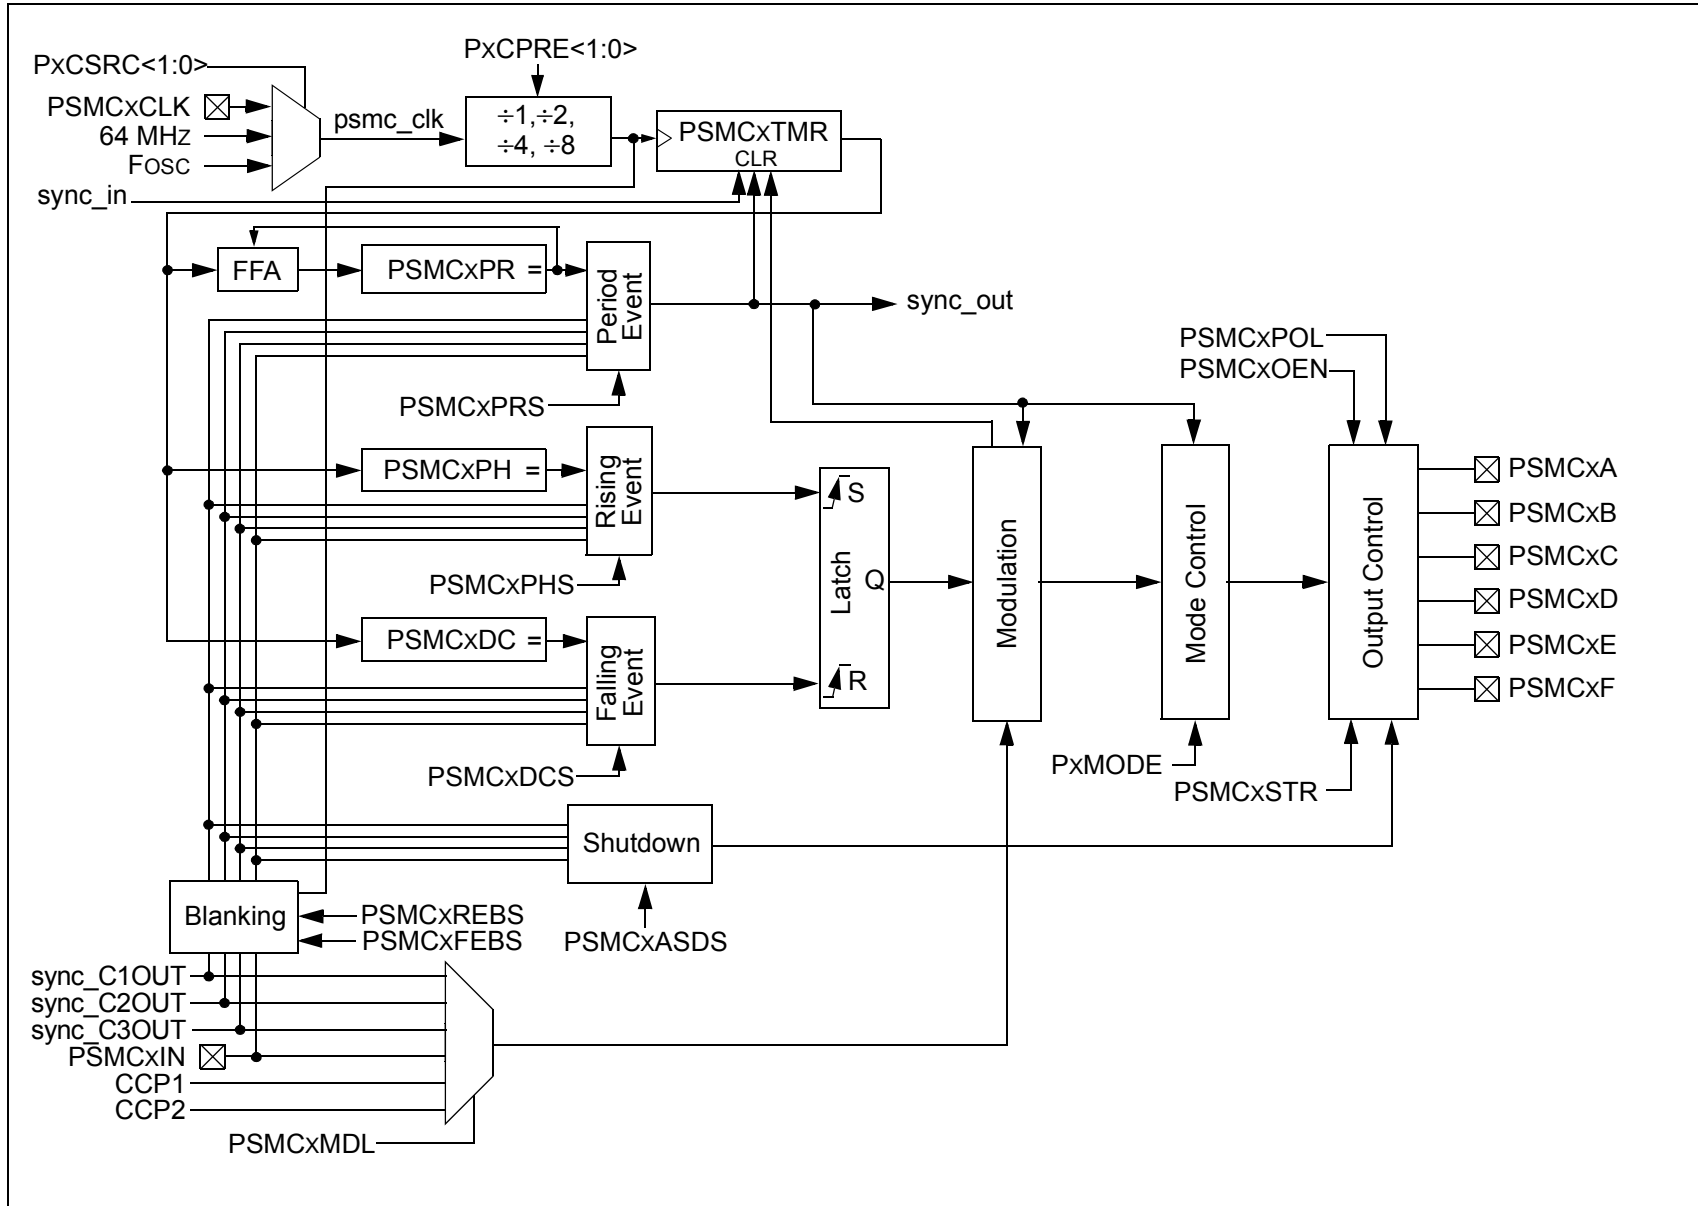 PxCPRE<1:0>
PxCSRC<1:0>
PSMCxCLK
64 MHz
FOSC
sync_in
psmc_clk
÷1,÷2,
÷4, ÷8
PSMCxTMR
CLR
FFA
PSMCxPR =
Period
Event
sync_out
PSMCxPRS
PSMCxPH =
Rising
Event
PSMCxPHS
PSMCxDC =
Falling
Event
PSMCxDCS
S
Latch
Q
R
Modulation
Mode Control
PxMODE
PSMCxPOL
PSMCxOEN
Output Control
PSMCxSTR
PSMCxA
PSMCxB
PSMCxC
PSMCxD
PSMCxE
PSMCxF
Shutdown
PSMCxASDS
Blanking
PSMCxREBS
PSMCxFEBS
sync_C1OUT
sync_C2OUT
sync_C3OUT
PSMCxIN
CCP1
CCP2
PSMCxMDL